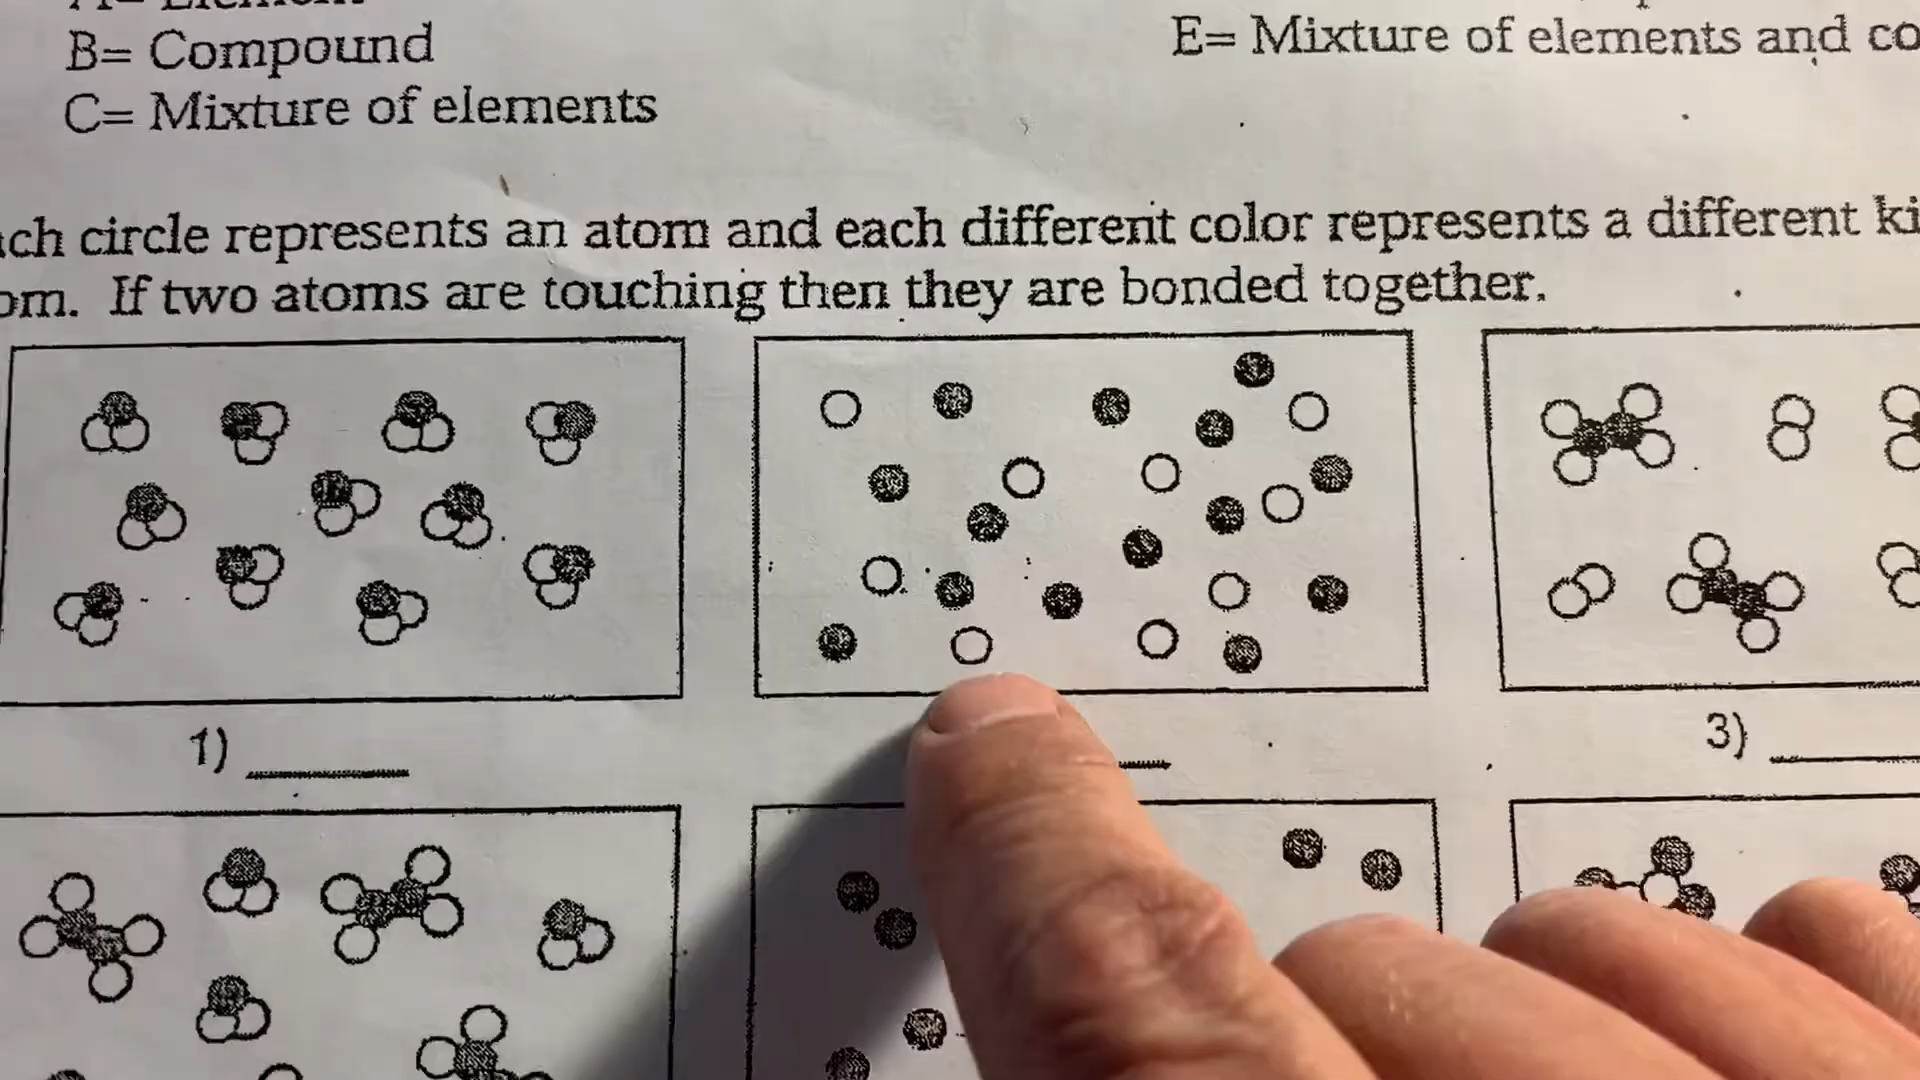 A= Element
B= Compound
C= Mixture of elements
E= Mixture of elements and co
ch circle represents an atom and each different color represents a different ki
om. If two atoms are touching then they are bonded together.
1)
3)